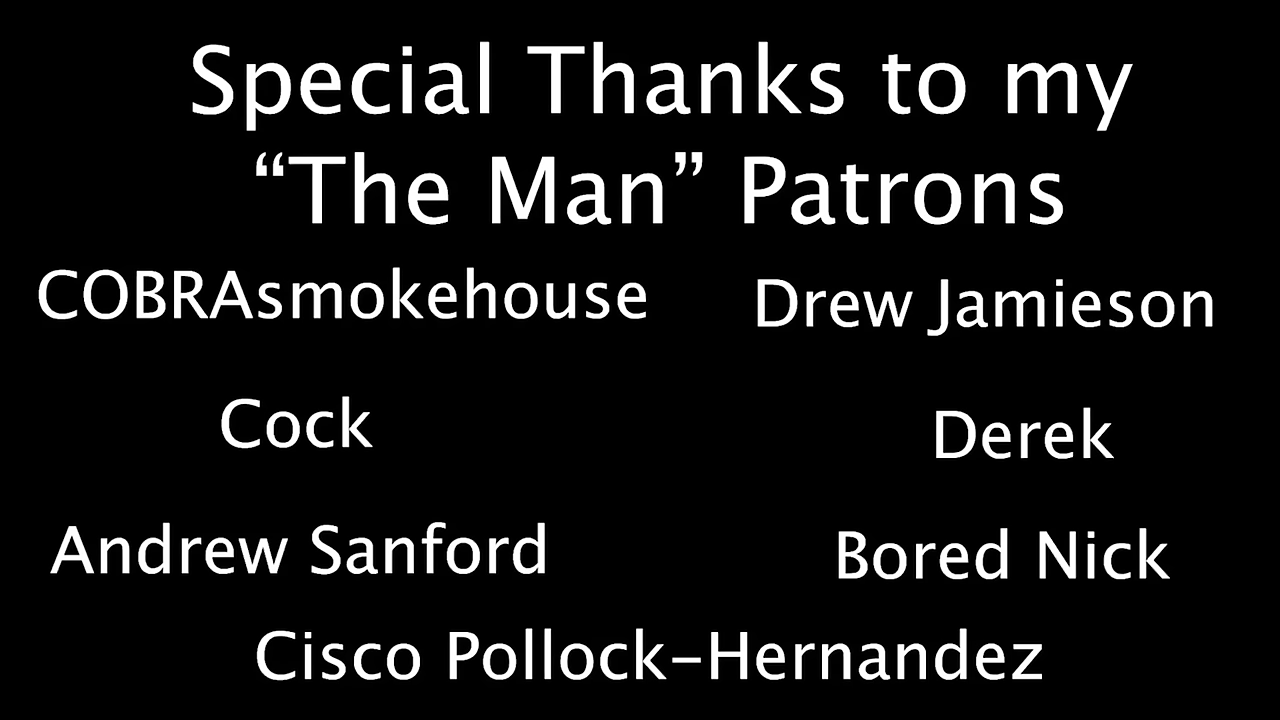 Special Thanks to my
“The Man” Patrons
COBRAsmokehouse
Drew Jamieson
Cock
Derek
Andrew Sanford
Bored Nick
Cisco Pollock-Hernandez